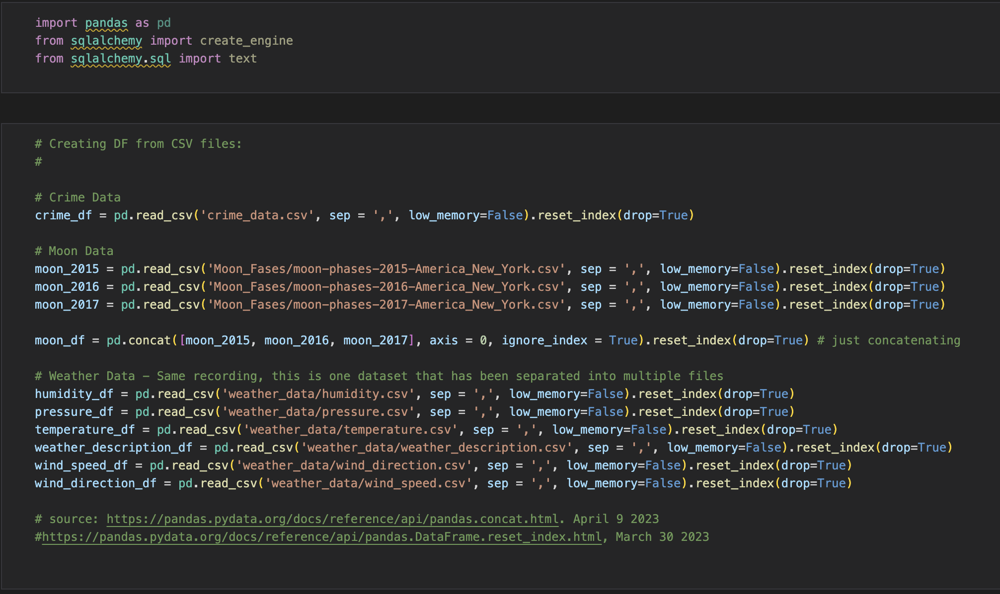 import pandas as pd
from sqlalchemy import create_engine
from sqlalchemy.sql import text
# Creating DF from CSV files:
#
# Crime Data
crime_df = pd.read_csv('crime_data.csv', sep = ',', low_memory=False).reset_index(drop=True)
# Moon Data
moon_2015 = pd.read_csv('Moon_Fases/moon-phases-2015-America_New_York.csv', sep = ',', low_memory=False).reset_index(drop=True)
moon_2016 = pd.read_csv('Moon_Fases/moon-phases-2016-America_New_York.csv', sep = ',', low_memory=False).reset_index(drop=True)
moon_2017 = pd.read_csv('Moon_Fases/moon-phases-2017-America_New_York.csv', sep = ',', low_memory=False).reset_index(drop=True)
moon_df = pd.concat([moon_2015, moon_2016, moon_2017], axis = 0, ignore_index = True).reset_index(drop=True) # just concatenating
# Weather Data – Same recording, this is one dataset that has been separated into multiple files
humidity_df = pd.read_csv('weather_data/humidity.csv', sep = ',', low_memory=False).reset_index(drop=True)
pressure_df = pd.read_csv('weather_data/pressure.csv', sep = ',', low_memory=False).reset_index(drop=True)
temperature_df = pd.read_csv('weather_data/temperature.csv', sep = ',', low_memory=False).reset_index(drop=True)
weather_description_df = pd.read_csv('weather_data/weather_description.csv', sep = ',', low_memory=False).reset_index(drop=True)
wind_speed_df = pd.read_csv('weather_data/wind_direction.csv', sep = ',', low_memory=False).reset_index(drop=True)
wind_direction_df = pd.read_csv('weather_data/wind_speed.csv', sep = ',', low_memory=False).reset_index(drop=True)
# source: https://pandas.pydata.org/docs/reference/api/pandas.concat.html. April 9 2023
#https://pandas.pydata.org/docs/reference/api/pandas.DataFrame.reset_index.html, March 30 2023